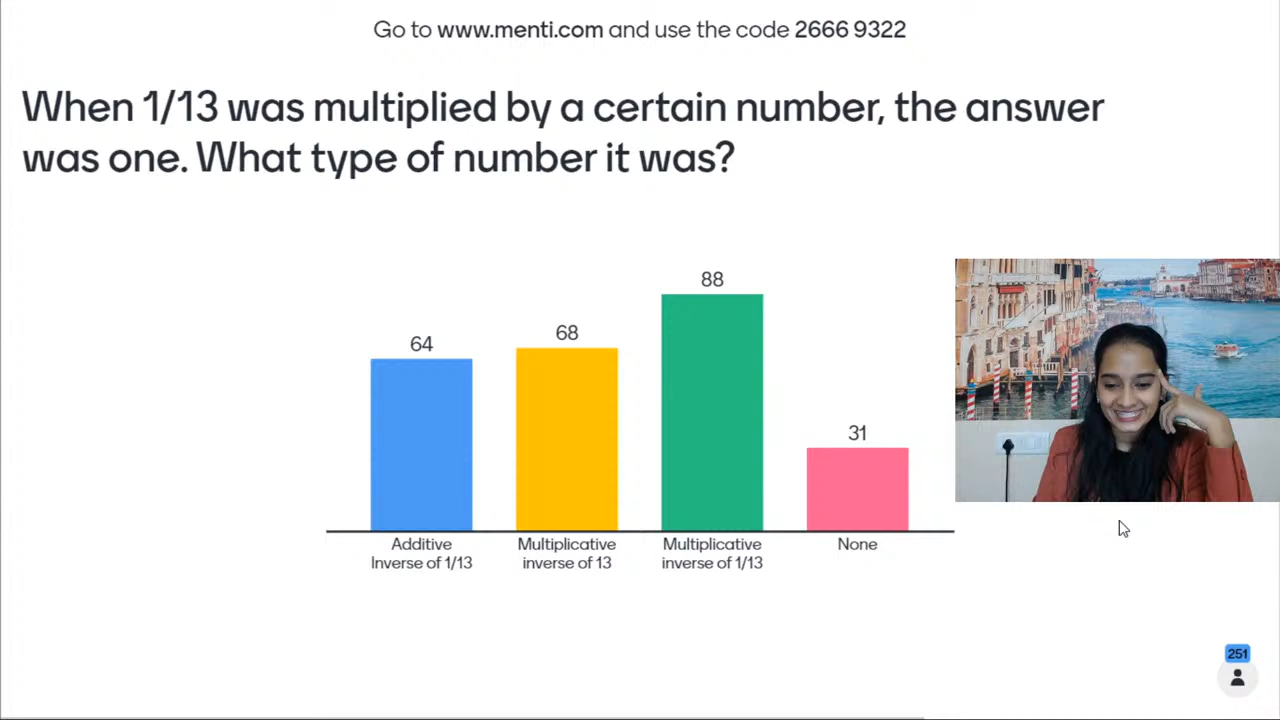 Go to www.menti.com and use the code 2666 9322
When 1/13 was multiplied by a certain number, the answer
was one. What type of number it was?
64
68
88
31
Additive
Inverse of 1/13
Multiplicative
inverse of 13
Multiplicative
inverse of 1/13
None
251